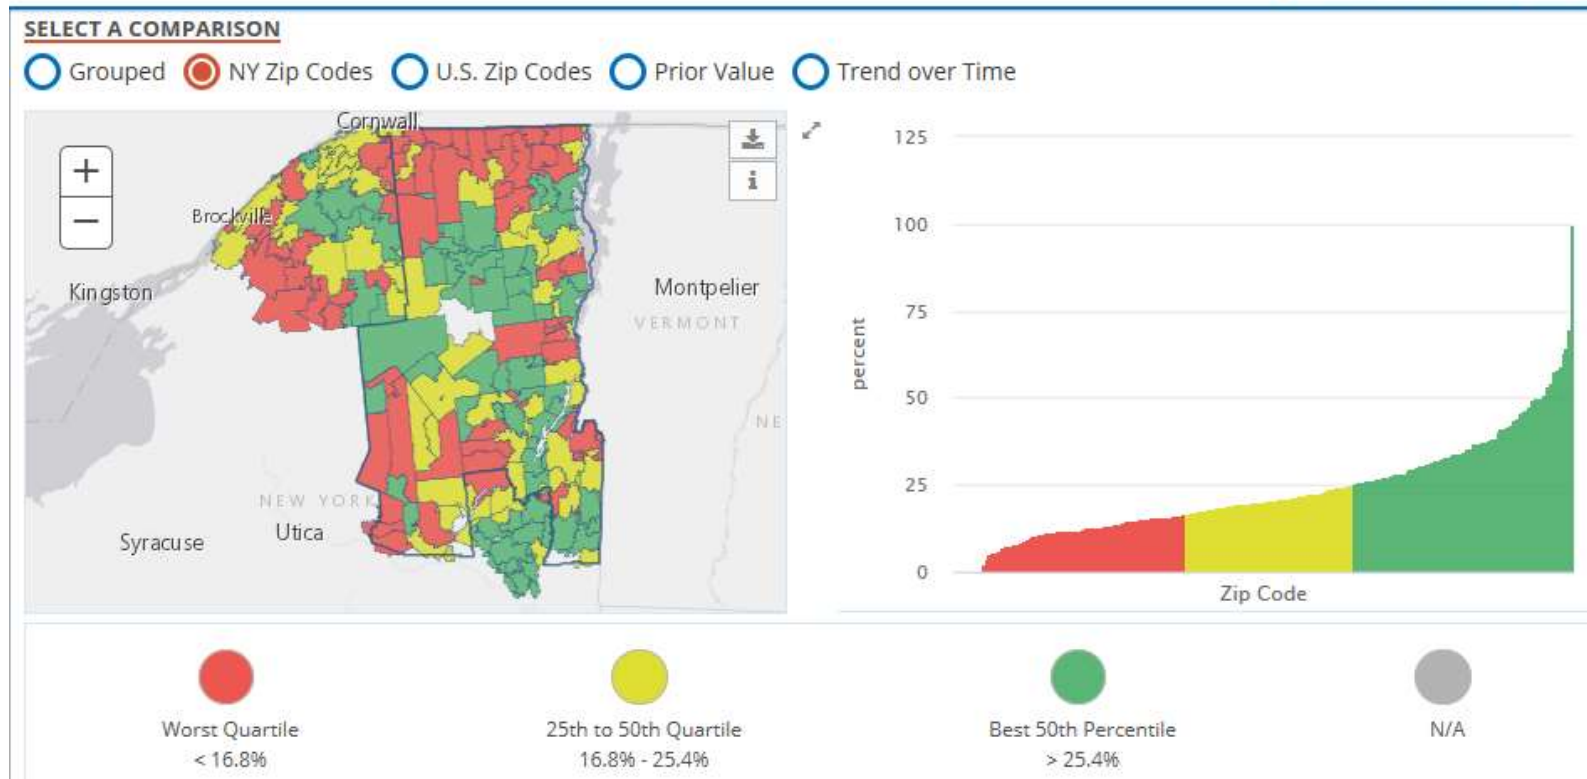 SELECT A COMPARISON
Grouped NY Zip Codes U.S. Zip Codes Prior Value Trend over Time
Cornwall
+
i
−
Brockville
Kingston
Montpelier
VERMONT
NE
NEW YORK
Utica
Syracuse
125
100
75
50
25
0
percent
Zip Code
Worst Quartile
< 16.8%
25th to 50th Quartile
16.8% - 25.4%
Best 50th Percentile
> 25.4%
N/A